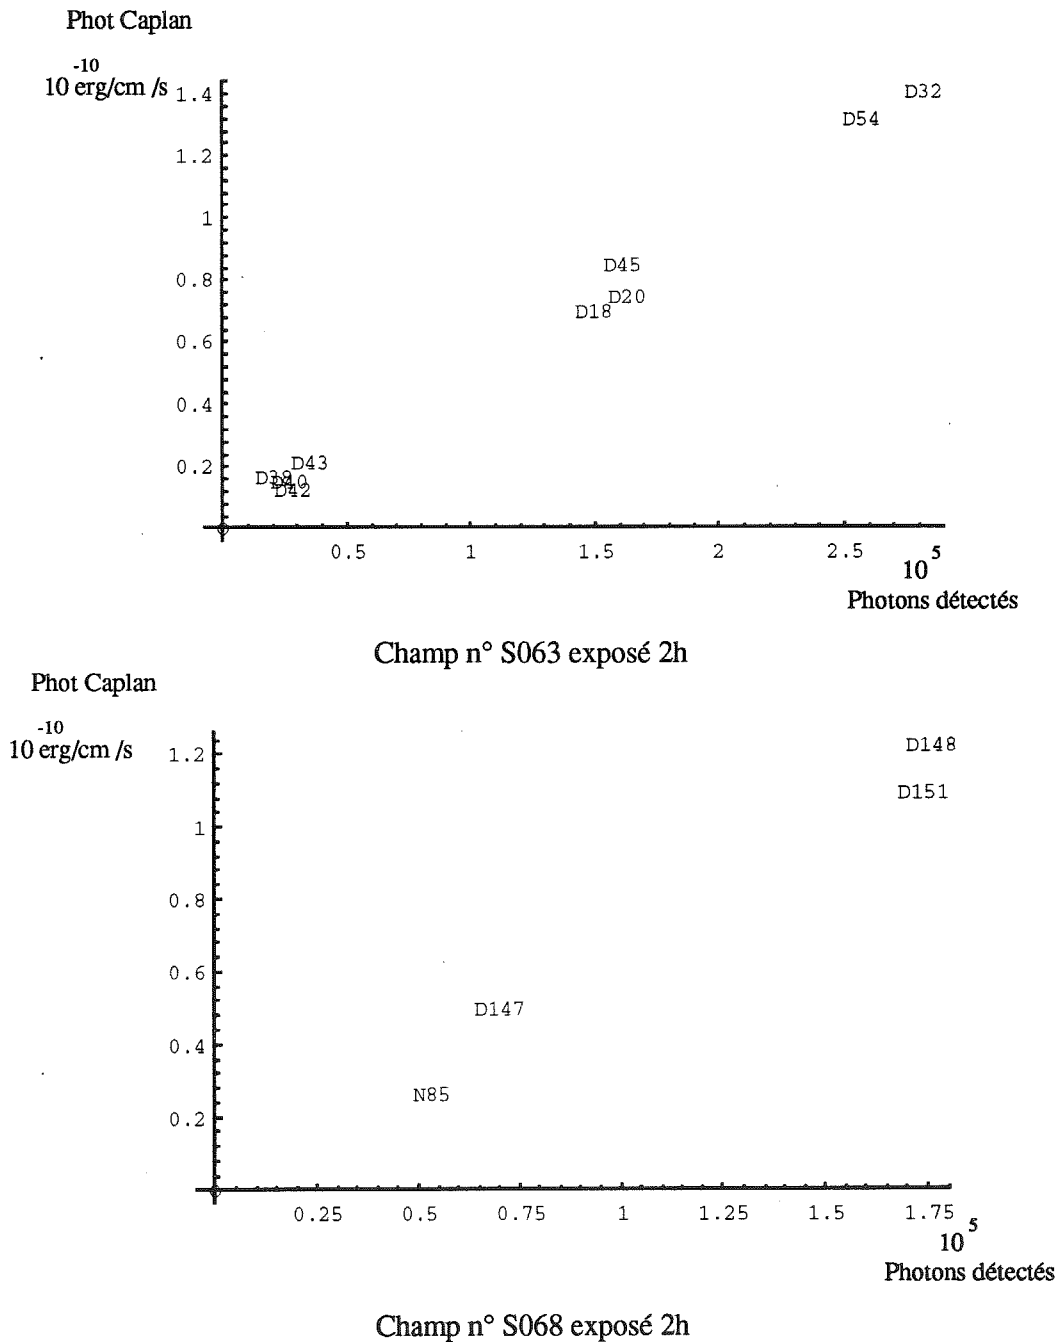 Phot Caplan
-10
10 erg/cm /s
1.4
D32
D54
1.2
1
D45
0.8
D20
D18
0.6
0.4
D43
0.2
D39
D40
D42
0.5 1 1.5 2 2.5
10 5
Photons détectés
Champ n° S063 exposé 2h
Phot Caplan
-10
10 erg/cm /s
1.2
D148
D151
1
0.8
0.6
D147
0.4
N85
0.2
0.25 0.5 0.75 1 1.25 1.5 1.75
10 5
Photons détectés
Champ n° S068 exposé 2h